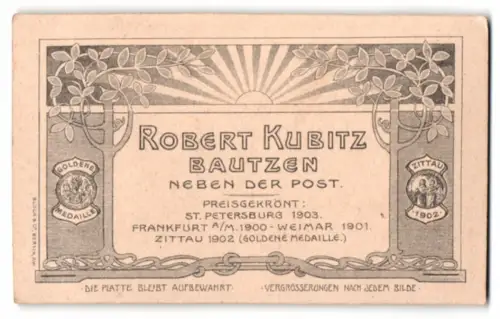 ROBERT KUBITZ
BAUTZEN
NEBEN DER POST.
PREISGEKRÖNT:
ST. PETERSBURG 1903.
FRANKFURT A/M. 1900 - WEIMAR 1901.
ZITTAU 1902 (GOLDENE MEDAILLE.)
GOLDENE
MEDAILLE
ZITTAU
1902
·DIE PLATTE BLEIBT AUFBEWAHRT· ·VERGRÖSSERUNGEN NACH JEDEM BILDE·